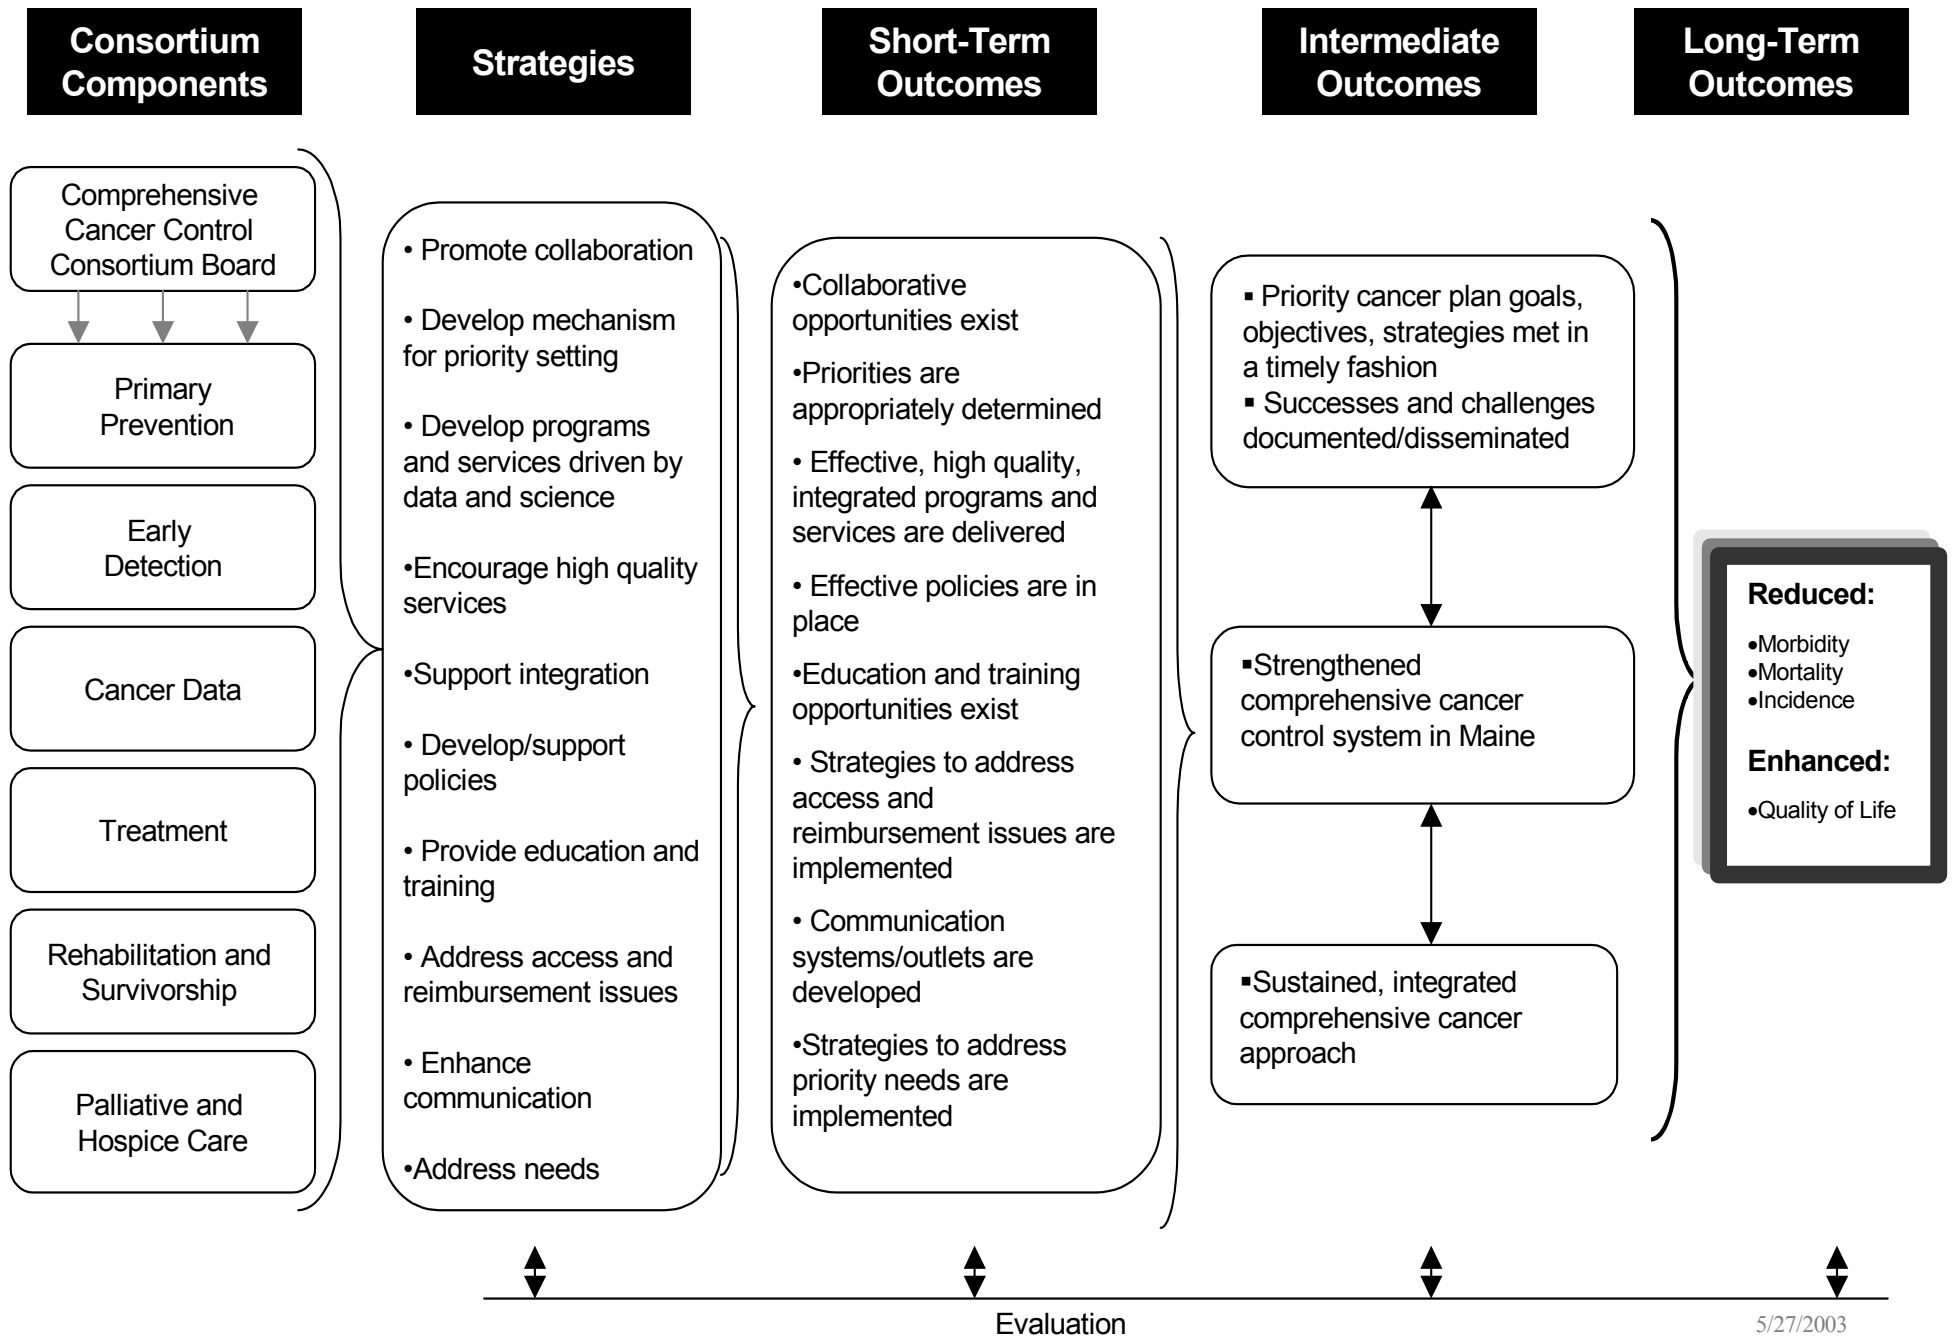 Consortium
Components
Strategies
Short-Term
Outcomes
Intermediate
Outcomes
Long-Term
Outcomes
Comprehensive
Cancer Control
Consortium Board
Primary
Prevention
Early
Detection
Cancer Data
Treatment
Rehabilitation and
Survivorship
Palliative and
Hospice Care
• Promote collaboration
• Develop mechanism
for priority setting
• Develop programs
and services driven by
data and science
•Encourage high quality
services
•Support integration
• Develop/support
policies
• Provide education and
training
• Address access and
reimbursement issues
• Enhance
communication
•Address needs
•Collaborative
opportunities exist
•Priorities are
appropriately determined
• Effective, high quality,
integrated programs and
services are delivered
• Effective policies are in
place
•Education and training
opportunities exist
• Strategies to address
access and
reimbursement issues are
implemented
• Communication
systems/outlets are
developed
•Strategies to address
priority needs are
implemented
▪ Priority cancer plan goals,
objectives, strategies met in
a timely fashion
▪ Successes and challenges
documented/disseminated
▪Strengthened
comprehensive cancer
control system in Maine
▪Sustained, integrated
comprehensive cancer
approach
Reduced:
•Morbidity
•Mortality
•Incidence
Enhanced:
•Quality of Life
Evaluation
5/27/2003